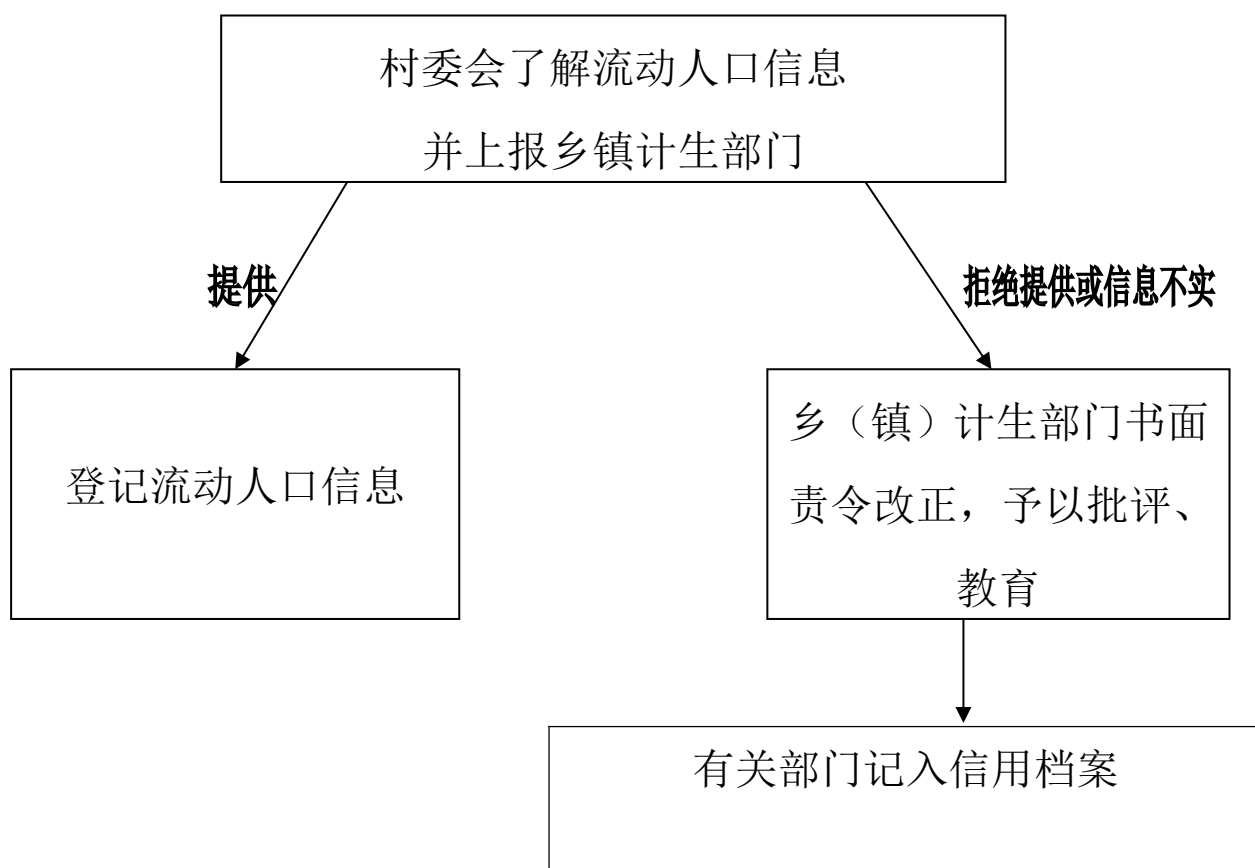 村委会了解流动人口信息
并上报乡镇计生部门
提供
拒绝提供或信息不实
登记流动人口信息
乡（镇）计生部门书面
责令改正，予以批评、
教育
有关部门记入信用档案